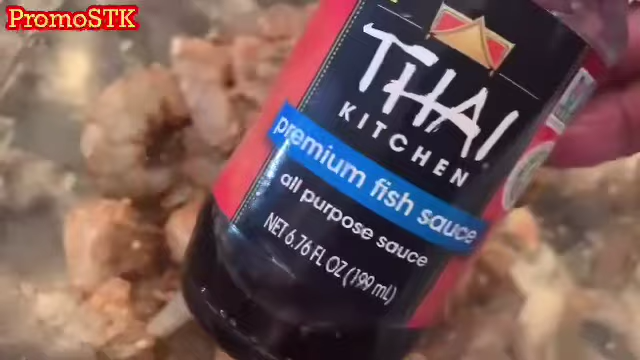 PromoSTK
THAI
KITCHEN
premium fish sauce
all purpose sauce
NET 6.76 FL OZ (199 mL)